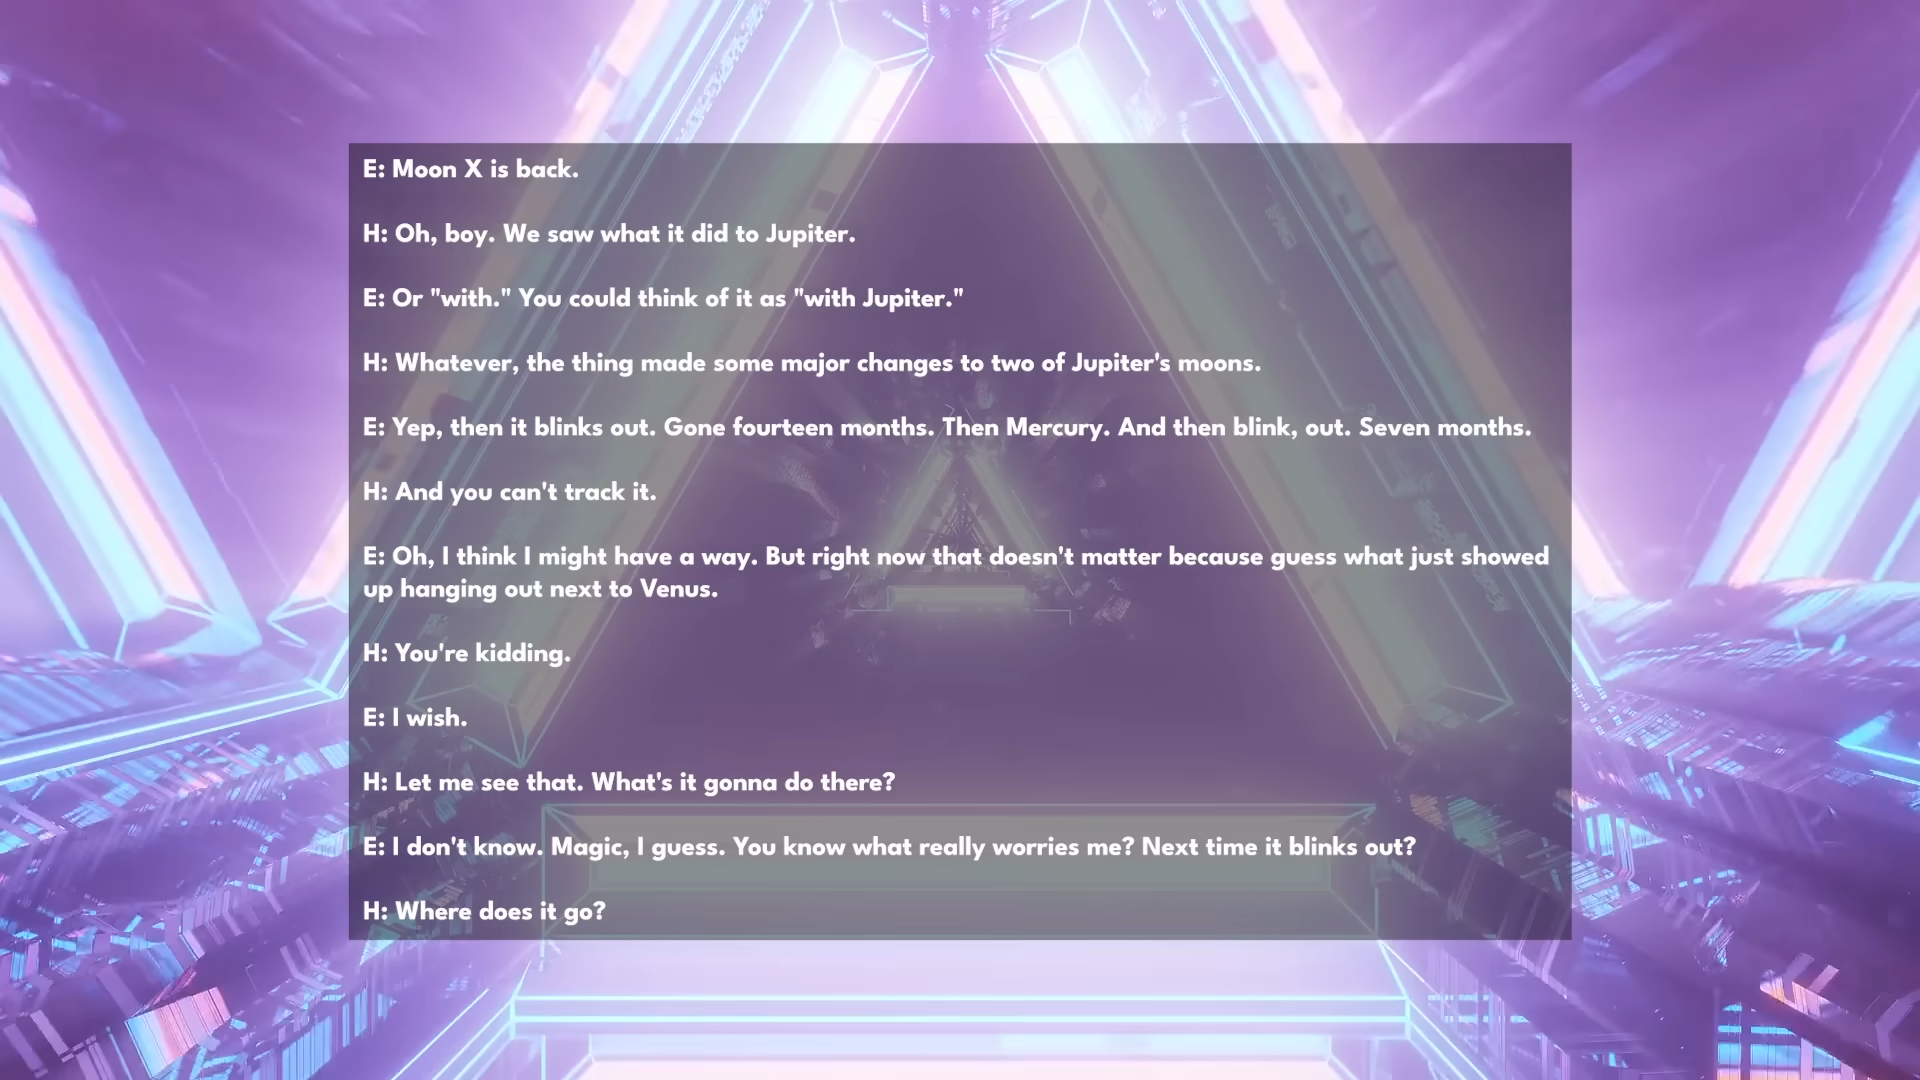 E: Moon X is back.
H: Oh, boy. We saw what it did to Jupiter.
E: Or "with." You could think of it as "with Jupiter."
H: Whatever, the thing made some major changes to two of Jupiter's moons.
E: Yep, then it blinks out. Gone fourteen months. Then Mercury. And then blink, out. Seven months.
H: And you can't track it.
E: Oh, I think I might have a way. But right now that doesn't matter because guess what just showed
up hanging out next to Venus.
H: You're kidding.
E: I wish.
H: Let me see that. What's it gonna do there?
E: I don't know. Magic, I guess. You know what really worries me? Next time it blinks out?
H: Where does it go?